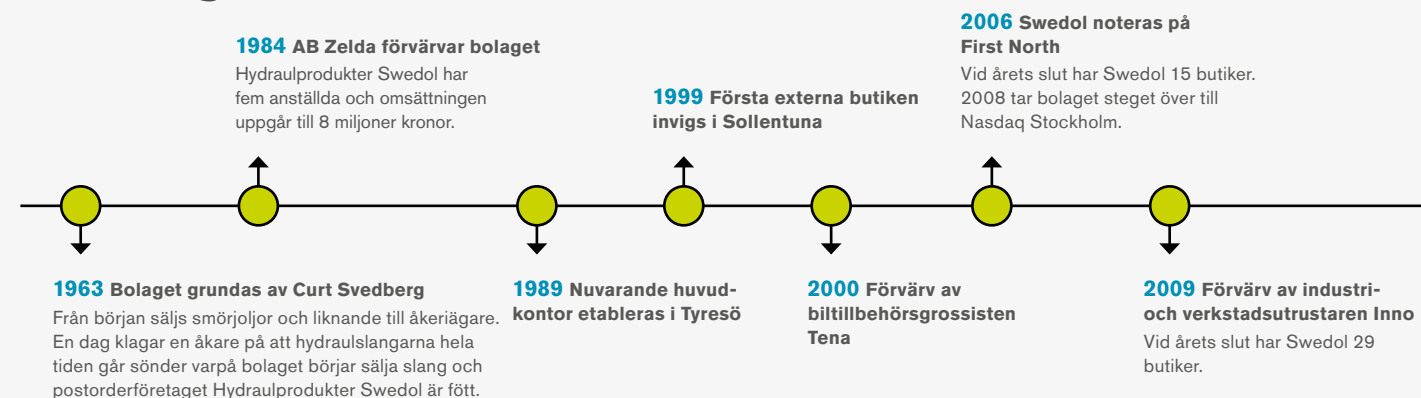 1984 AB Zelda förvärvar bolaget
Hydraulprodukter Swedol har
fem anställda och omsättningen
uppgår till 8 miljoner kronor.
1999 Första externa butiken
invigs i Sollentuna
2006 Swedol noteras på
First North
Vid årets slut har Swedol 15 butiker.
2008 tar bolaget steget över till
Nasdaq Stockholm.
1963 Bolaget grundas av Curt Svedberg
Från början säljs smörjoljor och liknande till åkeriägare.
En dag klagar en åkare på att hydraulslangarna hela
tiden går sönder varpå bolaget börjar sälja slang och
postorderföretaget Hydraulprodukter Swedol är fött.
1989 Nuvarande huvud-
kontor etableras i Tyresö
2000 Förvärv av
biltillbehörsgrossisten
Tena
2009 Förvärv av industri-
och verkstadsutrustaren Inno
Vid årets slut har Swedol 29
butiker.